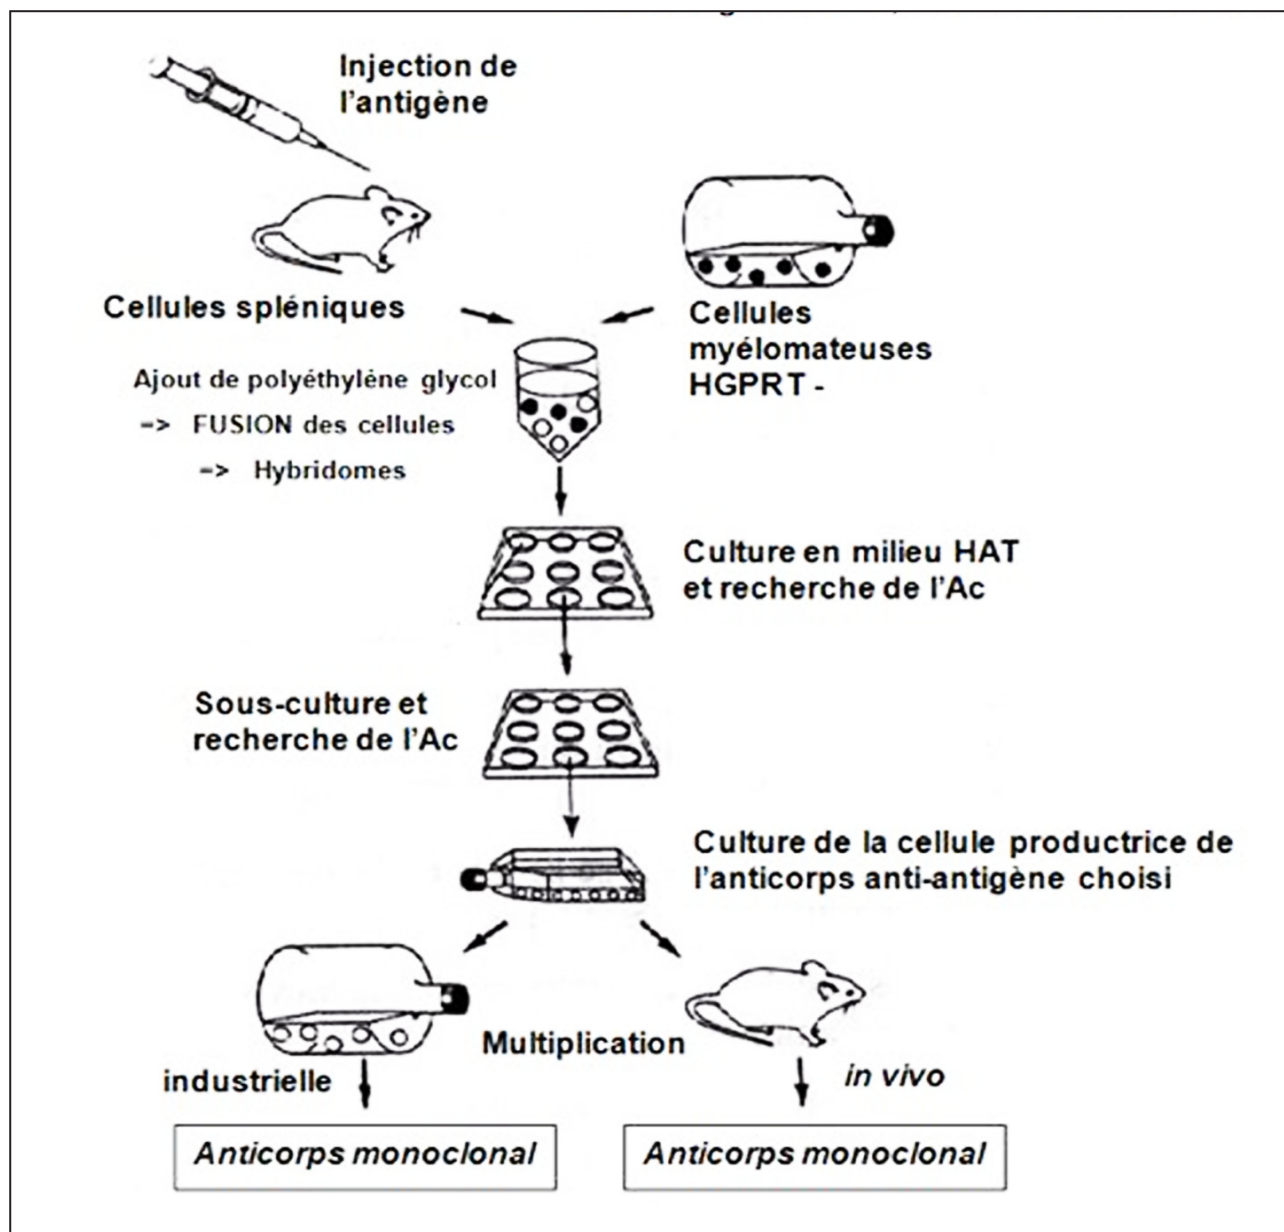 Injection de
l'antigène
Cellules spléniques
Cellules
myélomateuses
HGPRT -
Ajout de polyéthylène glycol
=> FUSION des cellules
=> Hybridomes
Culture en milieu HAT
et recherche de l'Ac
Sous-culture et
recherche de l'Ac
Culture de la cellule productrice de
l'anticorps anti-antigène choisi
Multiplication
industrielle
in vivo
Anticorps monoclonal
Anticorps monoclonal